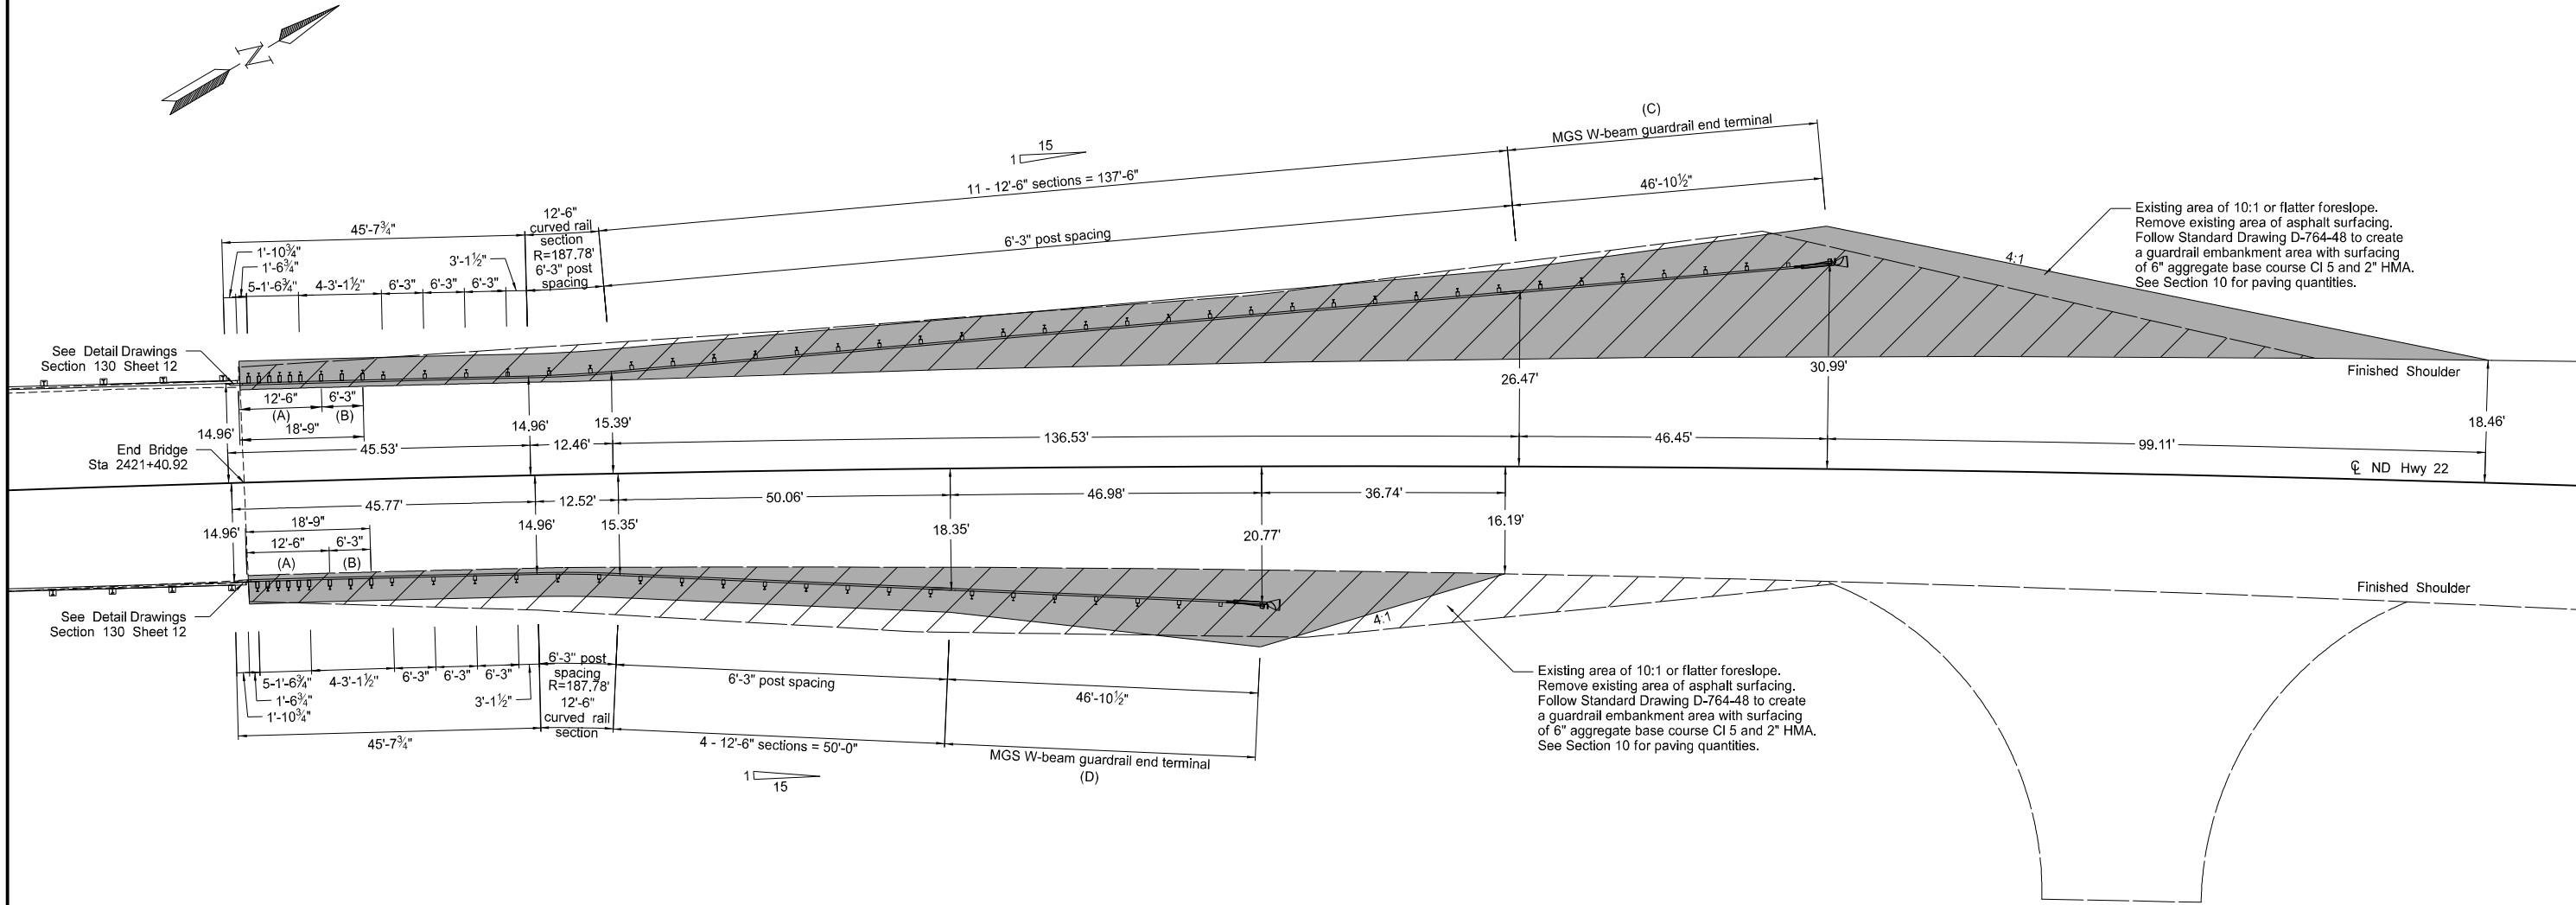 N
(C)
MGS W-beam guardrail end terminal
15
1
11 - 12'-6" sections = 137'-6"
46'-10½"
6'-3" post spacing
45'-7¾"
12'-6"
curved rail
section
R=187.78'
6'-3" post
spacing
1'-10¾"
1'-6¾"
3'-1½"
5-1'-6¾"
4-3'-1½"
6'-3"
6'-3"
6'-3"
Existing area of 10:1 or flatter foreslope.
Remove existing area of asphalt surfacing.
Follow Standard Drawing D-764-48 to create
a guardrail embankment area with surfacing
of 6" aggregate base course Cl 5 and 2" HMA.
See Section 10 for paving quantities.
4:1
See Detail Drawings
Section 130 Sheet 12
12'-6"
6'-3"
(A)
(B)
18'-9"
14.96'
14.96'
15.39'
26.47'
30.99'
Finished Shoulder
18.46'
45.53'
12.46'
136.53'
46.45'
99.11'
End Bridge
Sta 2421+40.92
℄ ND Hwy 22
45.77'
12.52'
50.06'
46.98'
36.74'
18'-9"
14.96'
14.96'
15.35'
18.35'
20.77'
16.19'
12'-6"
6'-3"
(A)
(B)
See Detail Drawings
Section 130 Sheet 12
Finished Shoulder
4:1
5-1'-6¾"
4-3'-1½"
6'-3"
6'-3"
6'-3"
1'-6¾"
1'-10¾"
3'-1½"
6'-3" post
spacing
R=187.78'
12'-6"
curved rail
section
6'-3" post spacing
46'-10½"
45'-7¾"
4 - 12'-6" sections = 50'-0"
MGS W-beam guardrail end terminal
(D)
1
15
Existing area of 10:1 or flatter foreslope.
Remove existing area of asphalt surfacing.
Follow Standard Drawing D-764-48 to create
a guardrail embankment area with surfacing
of 6" aggregate base course Cl 5 and 2" HMA.
See Section 10 for paving quantities.